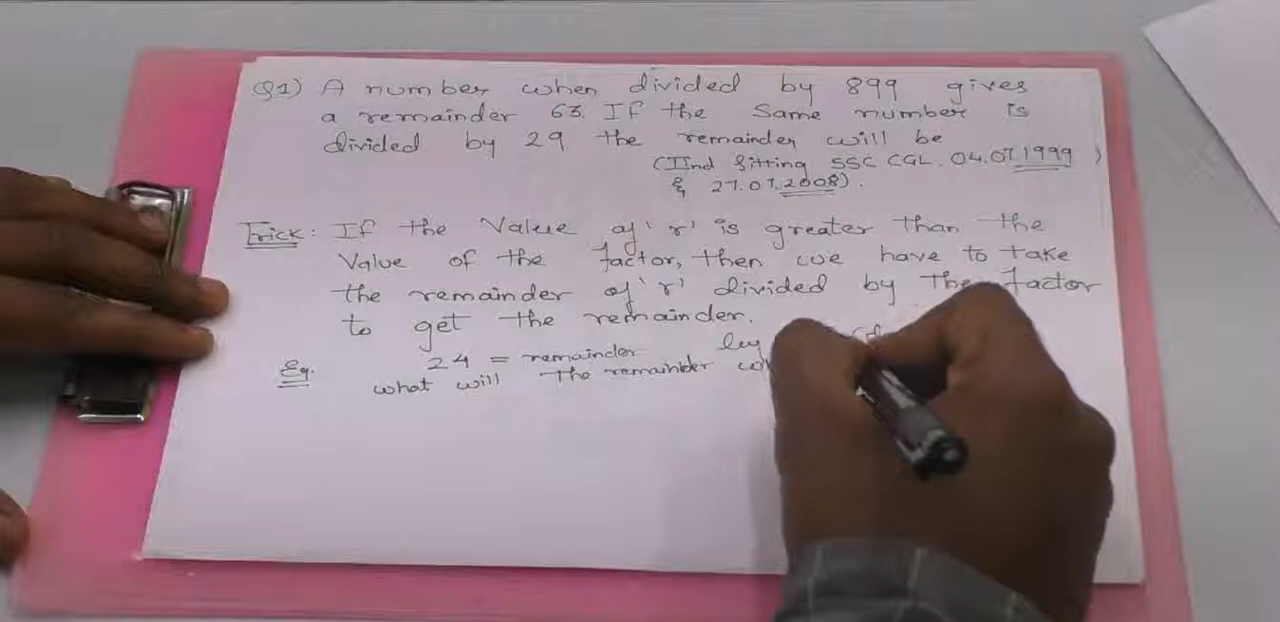 Q1) A number when divided by 899 gives
a remainder 63. If the Same number is
divided by 29 the remainder will be
(IInd Sitting SSC CGL. 04.07.1999)
& 27.07.2008).
Trick: If the Value of 'r' is greater than the
Value of the factor, then we have to take
the remainder of 'r' divided by the factor
to get the remainder.
Eg. 24 = remainder
what will the remainder